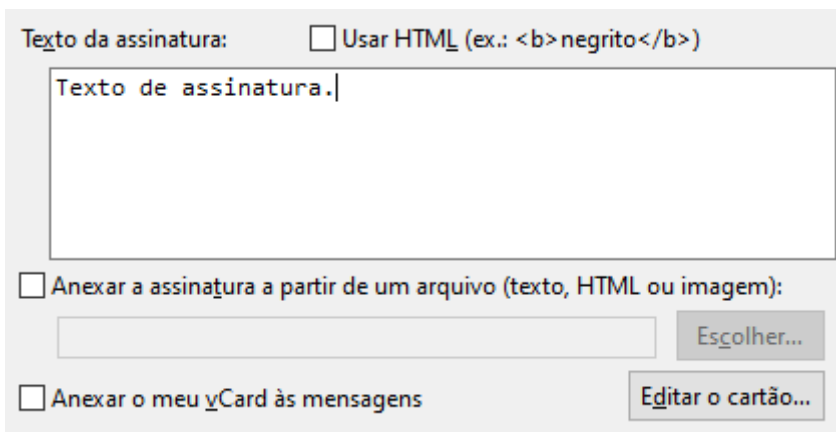 Texto da assinatura: Usar HTML (ex.: <b>negrito</b>)
Texto de assinatura.
Anexar a assinatura a partir de um arquivo (texto, HTML ou imagem):
Escolher...
Anexar o meu vCard às mensagens Editar o cartão...